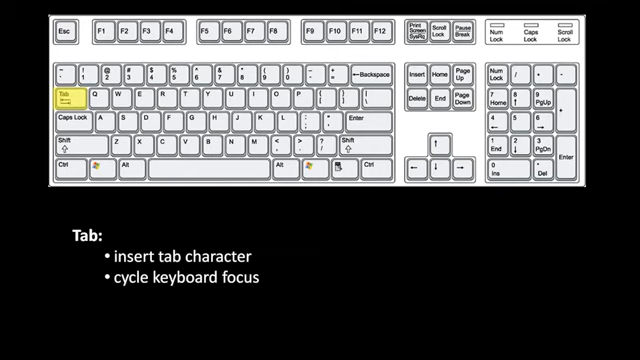 Esc F1 F2 F3 F4 F5 F6 F7 F8 F9 F10 F11 F12 Print Screen SysRq Scroll Lock Pause Break Num Lock Caps Lock Scroll Lock
~ ! 1 @ 2 # 3 $ 4 % 5 ^ 6 & 7 * 8 ( 9 ) 0 _ - + = ←Backspace Insert Home Page Up Num Lock / * -
Tab Q W E R T Y U I O P { [ } ] | \ Delete End Page Down 7 Home 8 ↑ 9 PgUp +
Caps Lock A S D F G H J K L : ; " ' Enter 4 ← 5 6 →
Shift Z X C V B N M < , > . ? / Shift ↑ 1 End 2 ↓ 3 PgDn Enter
Ctrl Alt Alt Ctrl ← ↓ → 0 Ins . Del
Tab:
• insert tab character
• cycle keyboard focus